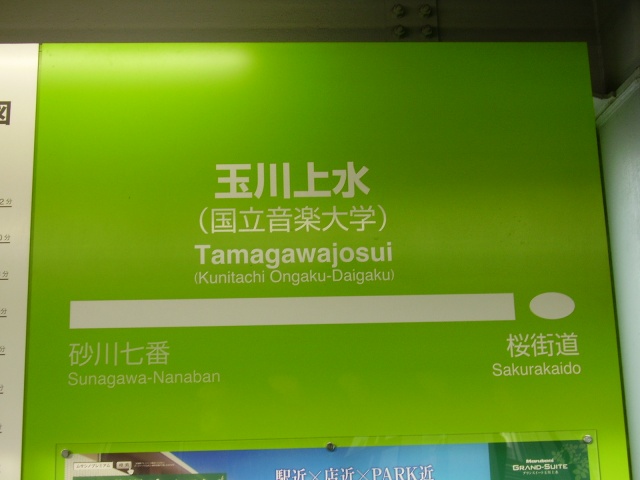 玉川上水
(国立音楽大学)
Tamagawajosui
(Kunitachi Ongaku-Daigaku)
砂川七番
Sunagawa-Nanaban
桜街道
Sakurakaido
駅近×店近×PARK近
Marubeni
GRAND-SUITE